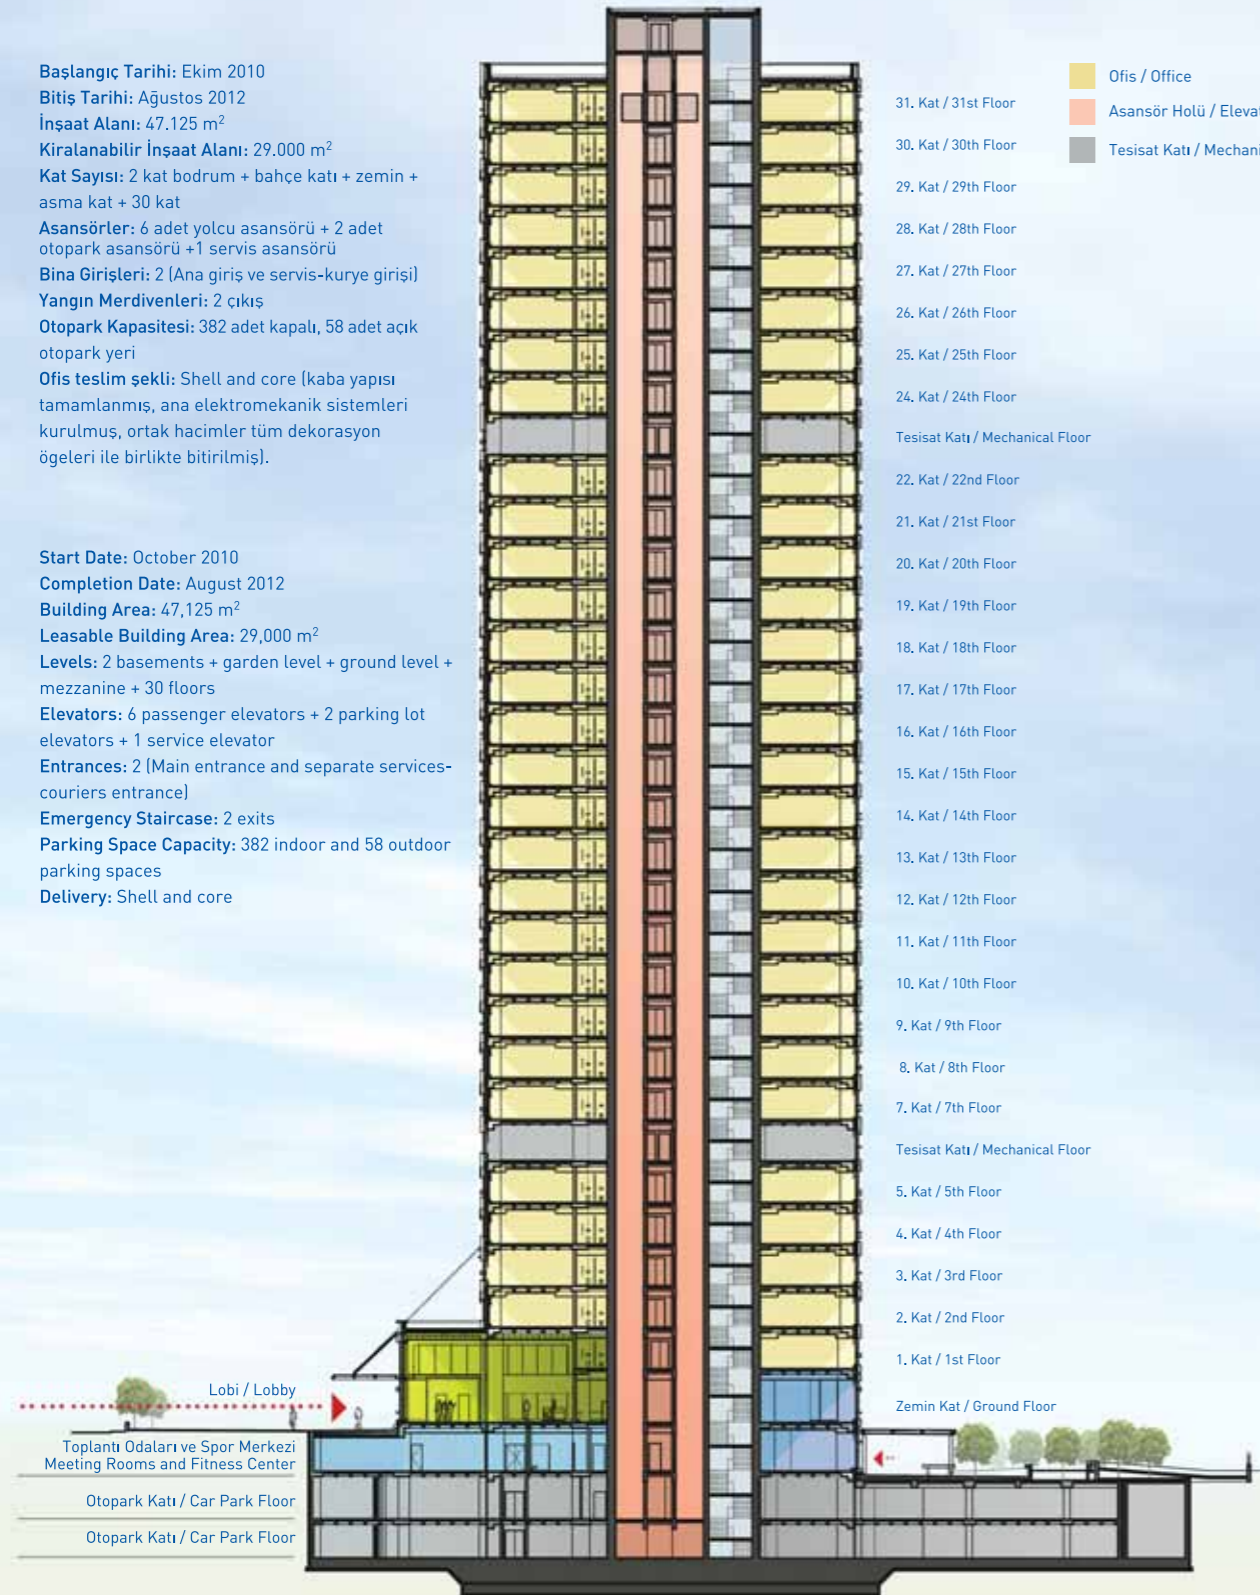 Başlangıç Tarihi: Ekim 2010
Bitiş Tarihi: Ağustos 2012
İnşaat Alanı: 47.125 m²
Kiralanabilir İnşaat Alanı: 29.000 m²
Kat Sayısı: 2 kat bodrum + bahçe katı + zemin +
asma kat + 30 kat
Asansörler: 6 adet yolcu asansörü + 2 adet
otopark asansörü +1 servis asansörü
Bina Girişleri: 2 (Ana giriş ve servis-kurye girişi)
Yangın Merdivenleri: 2 çıkış
Otopark Kapasitesi: 382 adet kapalı, 58 adet açık
otopark yeri
Ofis teslim şekli: Shell and core (kaba yapısı
tamamlanmış, ana elektromekanik sistemleri
kurulmuş, ortak hacimler tüm dekorasyon
ögeleri ile birlikte bitirilmiş).
Start Date: October 2010
Completion Date: August 2012
Building Area: 47,125 m²
Leasable Building Area: 29,000 m²
Levels: 2 basements + garden level + ground level +
mezzanine + 30 floors
Elevators: 6 passenger elevators + 2 parking lot
elevators + 1 service elevator
Entrances: 2 (Main entrance and separate services-
couriers entrance)
Emergency Staircase: 2 exits
Parking Space Capacity: 382 indoor and 58 outdoor
parking spaces
Delivery: Shell and core
Lobi / Lobby
Toplantı Odaları ve Spor Merkezi
Meeting Rooms and Fitness Center
Otopark Katı / Car Park Floor
Otopark Katı / Car Park Floor
31. Kat / 31st Floor
30. Kat / 30th Floor
29. Kat / 29th Floor
28. Kat / 28th Floor
27. Kat / 27th Floor
26. Kat / 26th Floor
25. Kat / 25th Floor
24. Kat / 24th Floor
Tesisat Katı / Mechanical Floor
22. Kat / 22nd Floor
21. Kat / 21st Floor
20. Kat / 20th Floor
19. Kat / 19th Floor
18. Kat / 18th Floor
17. Kat / 17th Floor
16. Kat / 16th Floor
15. Kat / 15th Floor
14. Kat / 14th Floor
13. Kat / 13th Floor
12. Kat / 12th Floor
11. Kat / 11th Floor
10. Kat / 10th Floor
9. Kat / 9th Floor
8. Kat / 8th Floor
7. Kat / 7th Floor
Tesisat Katı / Mechanical Floor
5. Kat / 5th Floor
4. Kat / 4th Floor
3. Kat / 3rd Floor
2. Kat / 2nd Floor
1. Kat / 1st Floor
Zemin Kat / Ground Floor
Ofis / Office
Asansör Holü /
Tesisat Katı /